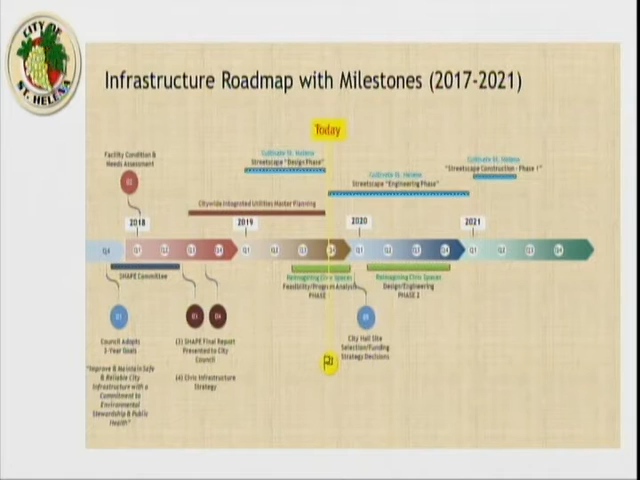 CITY OF
ST. HELENA
Infrastructure Roadmap with Milestones (2017-2021)
Today
Facility Condition &
Needs Assessment
Cultivate St. Helena
Streetscape "Design Phase"
Cultivate St. Helena
Streetscape "Engineering Phase"
Cultivate St. Helena
"Streetscape Construction - Phase 1"
Citywide Integrated Utilities Master Planning
2018
2019
2020
2021
Q4
Q1
Q2
Q3
Q4
Q1
Q2
Q3
Q4
Q1
Q2
Q3
Q4
Q1
Q2
Q3
Q4
SHAPE Committee
Reimagining Civic Spaces
Feasibility/Program Analysis
PHASE
Reimagining Civic Spaces
Design/Engineering
PHASE 2
Council Adopts
3-Year Goals
"Improve & Maintain Safe
& Reliable City
Infrastructure with a
Commitment to
Environmental
Stewardship & Public
Health"
(3) SHAPE Final Report
Presented to City
Council
(4) Civic Infrastructure
Strategy
City Hall Site
Selection/Funding
Strategy Decisions